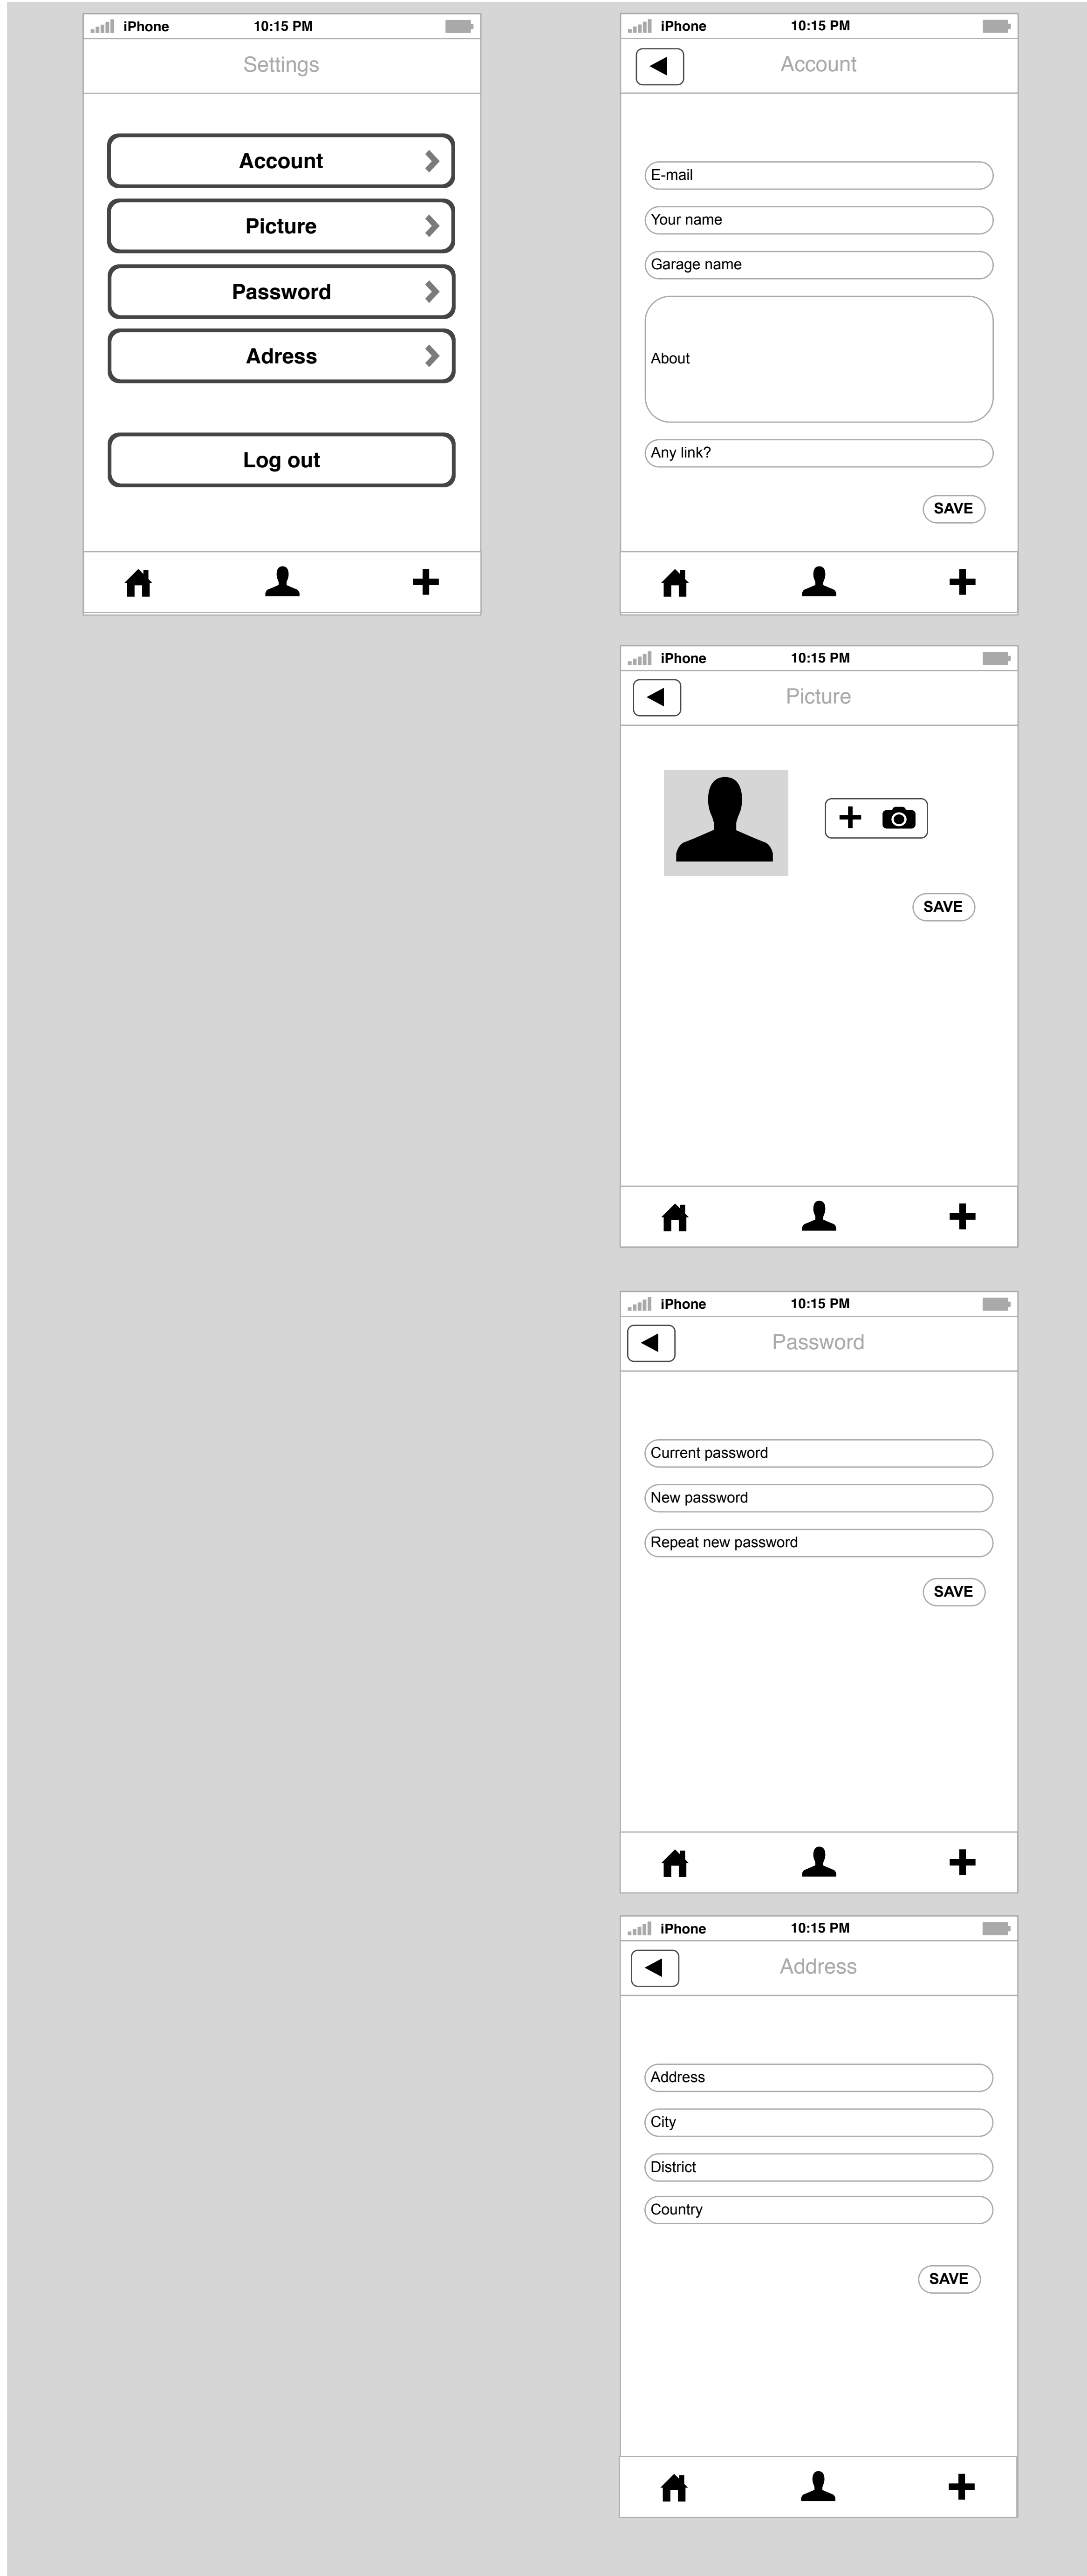 iPhone 10:15 PM
Settings
Account
Picture
Password
Adress
Log out
iPhone 10:15 PM
Account
E-mail
Your name
Garage name
About
Any link?
SAVE
iPhone 10:15 PM
Picture
SAVE
iPhone 10:15 PM
Password
Current password
New password
Repeat new password
SAVE
iPhone 10:15 PM
Address
Address
City
District
Country
SAVE